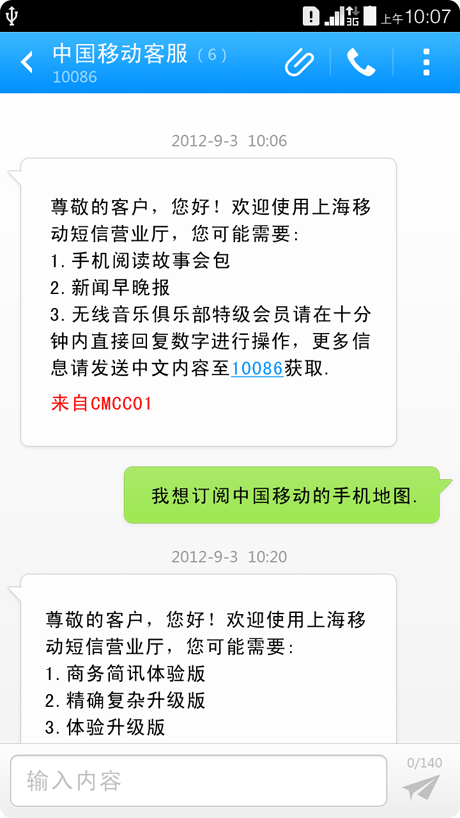 3G 上午10:07
中国移动客服（6）
10086
2012-9-3 10:06
尊敬的客户，您好！欢迎使用上海移
动短信营业厅，您可能需要：
1.手机阅读故事会包
2.新闻早晚报
3.无线音乐俱乐部特级会员请在十分
钟内直接回复数字进行操作，更多信
息请发送中文内容至10086获取.
来自CMCC01
我想订阅中国移动的手机地图.
2012-9-3 10:20
尊敬的客户，您好！欢迎使用上海移
动短信营业厅，您可能需要：
1.商务简讯体验版
2.精确复杂升级版
3.体验升级版
0/140
输入内容